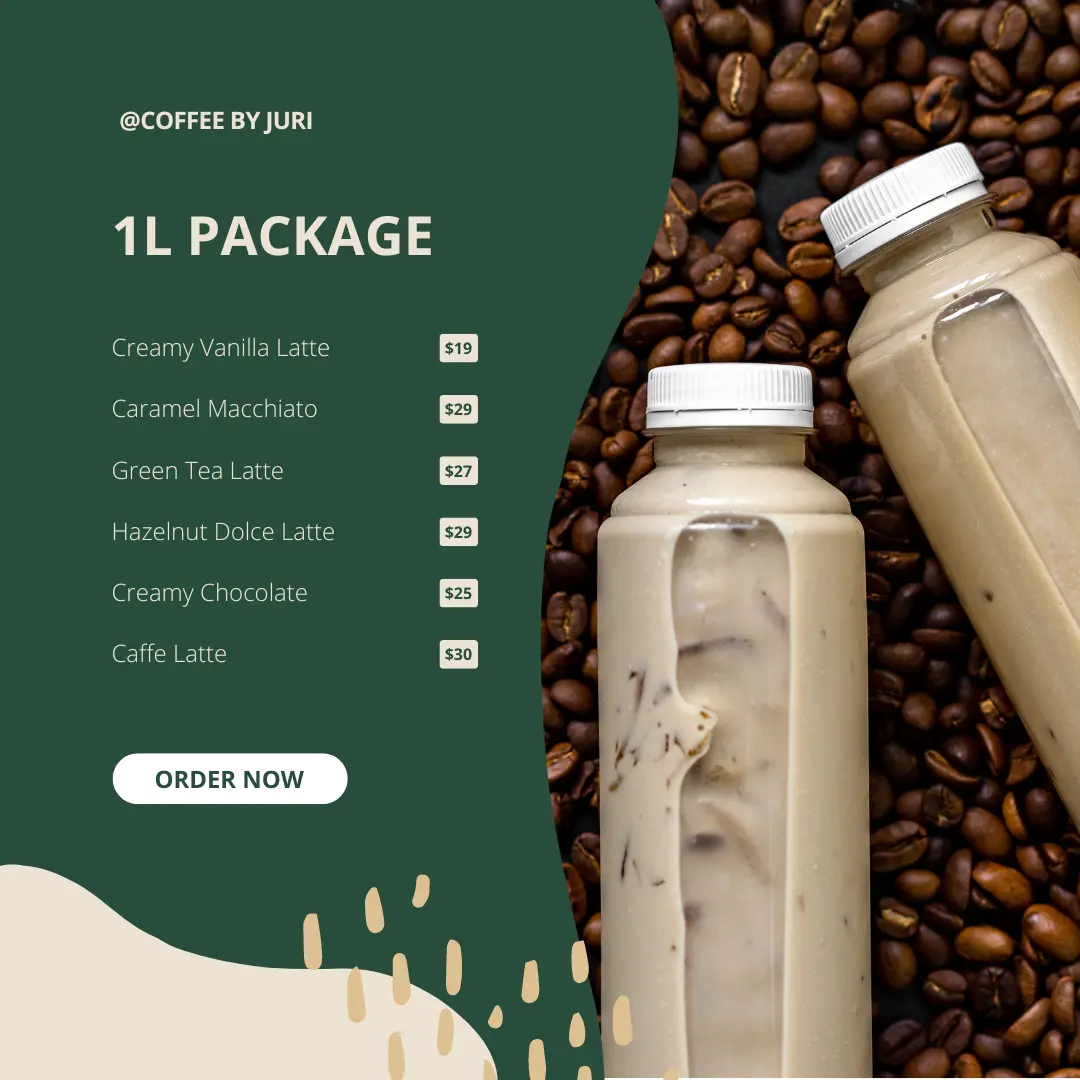 @COFFEE BY JURI
1L PACKAGE
Creamy Vanilla Latte $19
Caramel Macchiato $29
Green Tea Latte $27
Hazelnut Dolce Latte $29
Creamy Chocolate $25
Caffe Latte $30
ORDER NOW